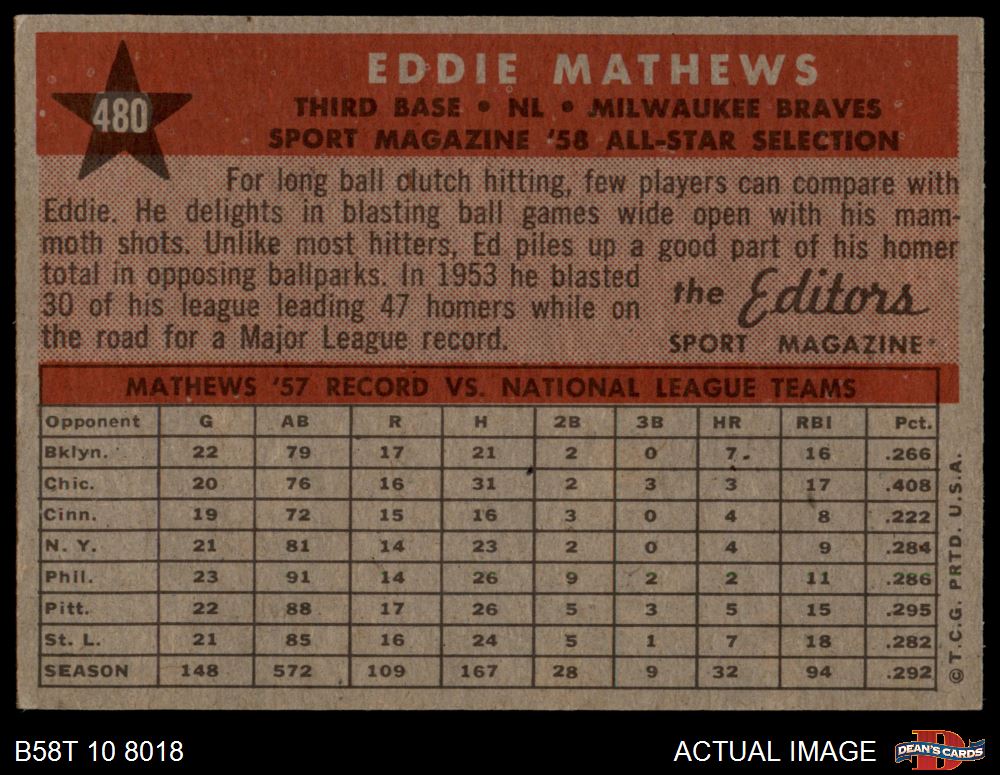 480
EDDIE MATHEWS
THIRD BASE • NL • MILWAUKEE BRAVES
SPORT MAGAZINE '58 ALL-STAR SELECTION
For long ball clutch hitting, few players can compare with
Eddie. He delights in blasting ball games wide open with his mam-
moth shots. Unlike most hitters, Ed piles up a good part of his homer
total in opposing ballparks. In 1953 he blasted
30 of his league leading 47 homers while on
the road for a Major League record.
the Editors
SPORT MAGAZINE
MATHEWS '57 RECORD VS. NATIONAL LEAGUE TEAMS
Opponent G AB R H 2B 3B HR RBI Pct.
Bklyn. 22 79 17 21 2 0 7 16 .266
Chic. 20 76 16 31 2 3 3 17 .408
Cinn. 19 72 15 16 3 0 4 8 .222
N. Y. 21 81 14 23 2 0 4 9 .284
Phil. 23 91 14 26 9 2 2 11 .286
Pitt. 22 88 17 26 5 3 5 15 .295
St. L. 21 85 16 24 5 1 7 18 .282
SEASON 148 572 109 167 28 9 32 94 .292
© T.C.G. PRTD. U.S.A.
B58T 10 8018
ACTUAL IMAGE
D
DEAN'S CARDS